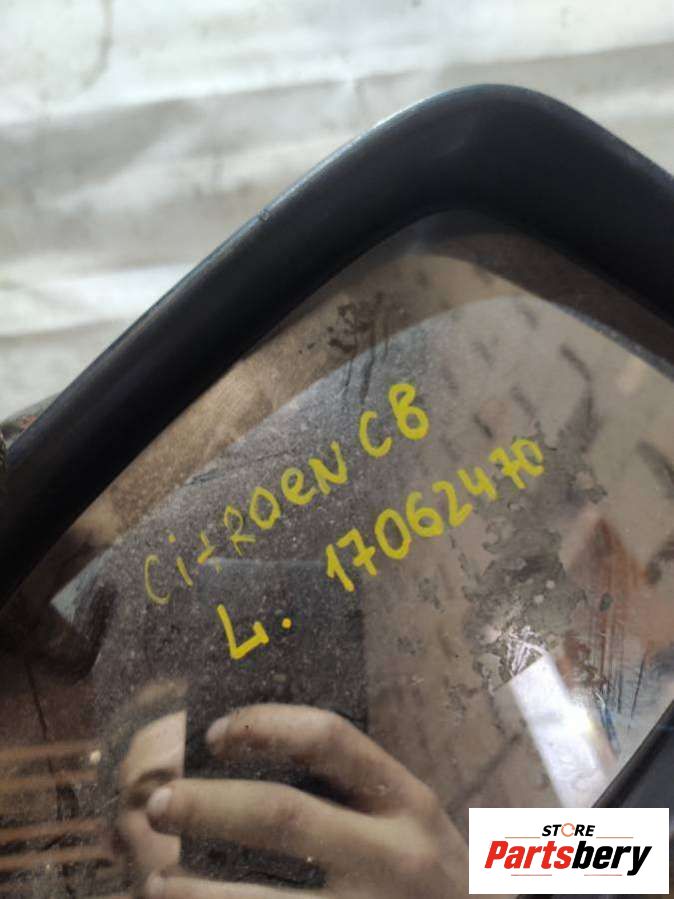 CiTROeN C8
L. 17062470
STORE
Partsbery